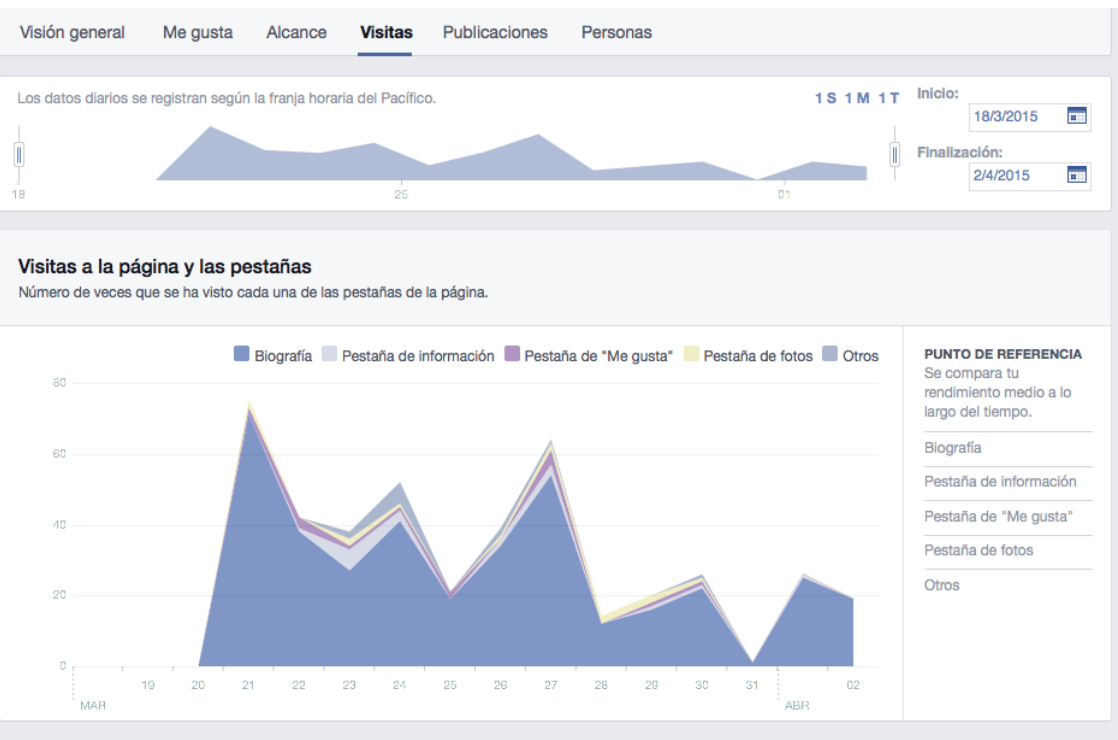 Visión general Me gusta Alcance Visitas Publicaciones Personas
Los datos diarios se registran según la franja horaria del Pacífico.
1 S 1 M 1 T
Inicio:
18/3/2015
Finalización:
2/4/2015
18 25 01
Visitas a la página y las pestañas
Número de veces que se ha visto cada una de las pestañas de la página.
Biografía Pestaña de información Pestaña de "Me gusta" Pestaña de fotos Otros
80
60
40
20
0
19 20 21 22 23 24 25 26 27 28 29 30 31 02
MAR ABR
PUNTO DE REFERENCIA
Se compara tu
rendimiento medio a lo
largo del tiempo.
Biografía
Pestaña de información
Pestaña de "Me gusta"
Pestaña de fotos
Otros